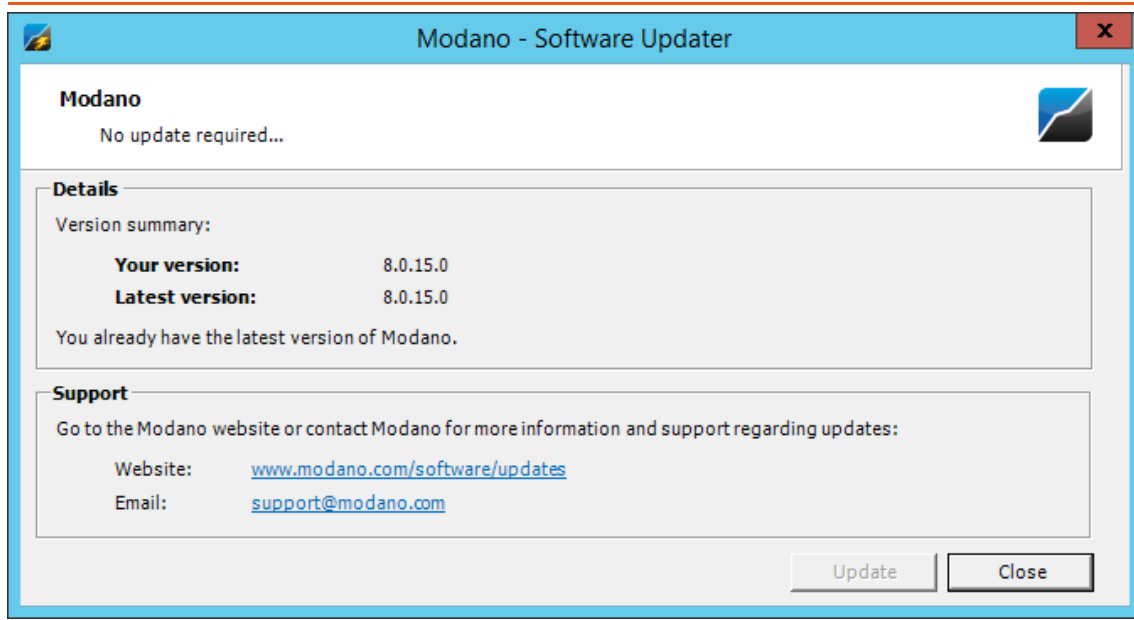 Modano - Software Updater
x
Modano
No update required...
Details
Version summary:
Your version: 8.0.15.0
Latest version: 8.0.15.0
You already have the latest version of Modano.
Support
Go to the Modano website or contact Modano for more information and support regarding updates:
Website: www.modano.com/software/updates
Email: support@modano.com
Update Close